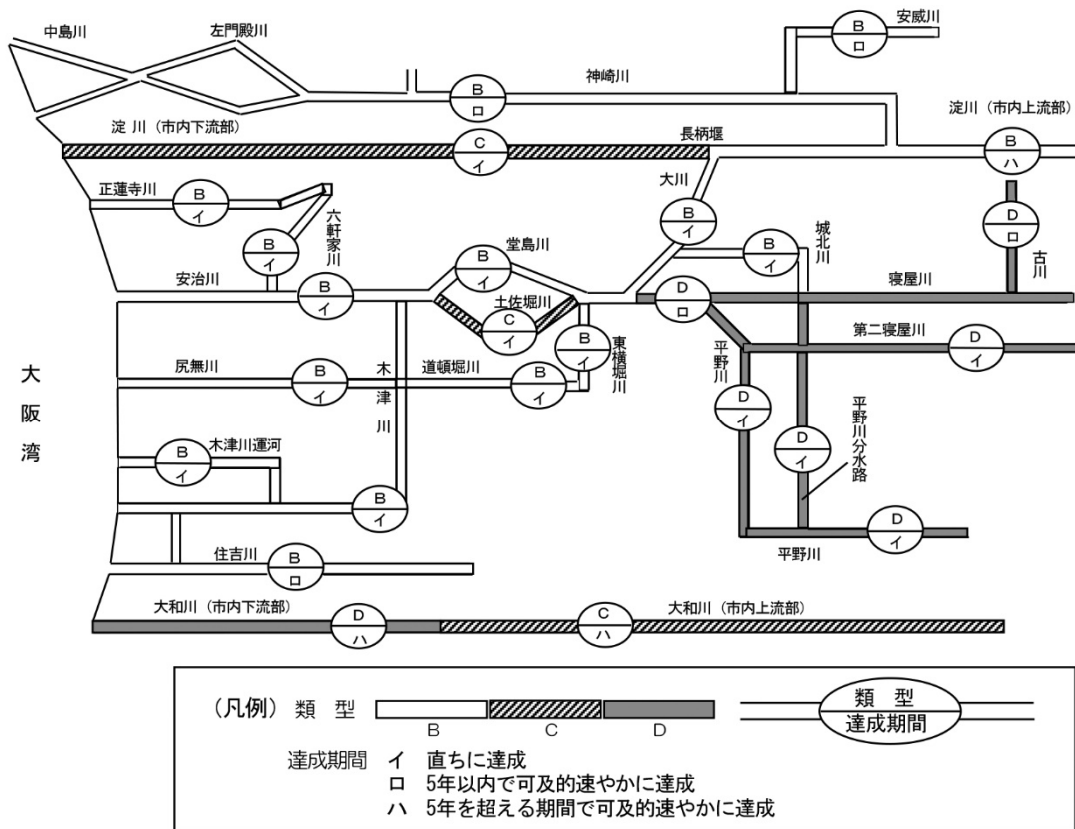 中島川
左門殿川
安威川
B
ロ
神崎川
B
ロ
淀川（市内上流部）
淀 川（市内下流部）
長柄堰
C
イ
B
ハ
大川
正蓮寺川
B
イ
六軒家川
B
イ
B
イ
城北川
B
イ
D
ロ
古川
堂島川
B
イ
安治川
B
イ
土佐堀川
C
イ
D
ロ
寝屋川
東横堀川
B
イ
第二寝屋川
D
イ
大阪湾
尻無川
B
イ
木津川
道頓堀川
B
イ
平野川
D
イ
平野川分水路
D
イ
木津川運河
B
イ
B
イ
D
イ
平野川
住吉川
B
ロ
大和川（市内下流部）
D
ハ
C
ハ
大和川（市内上流部）
（凡例） 類 型
B C D
類 型
達成期間
達成期間 イ 直ちに達成
ロ 5年以内で可及的速やかに達成
ハ 5年を超える期間で可及的速やかに達成